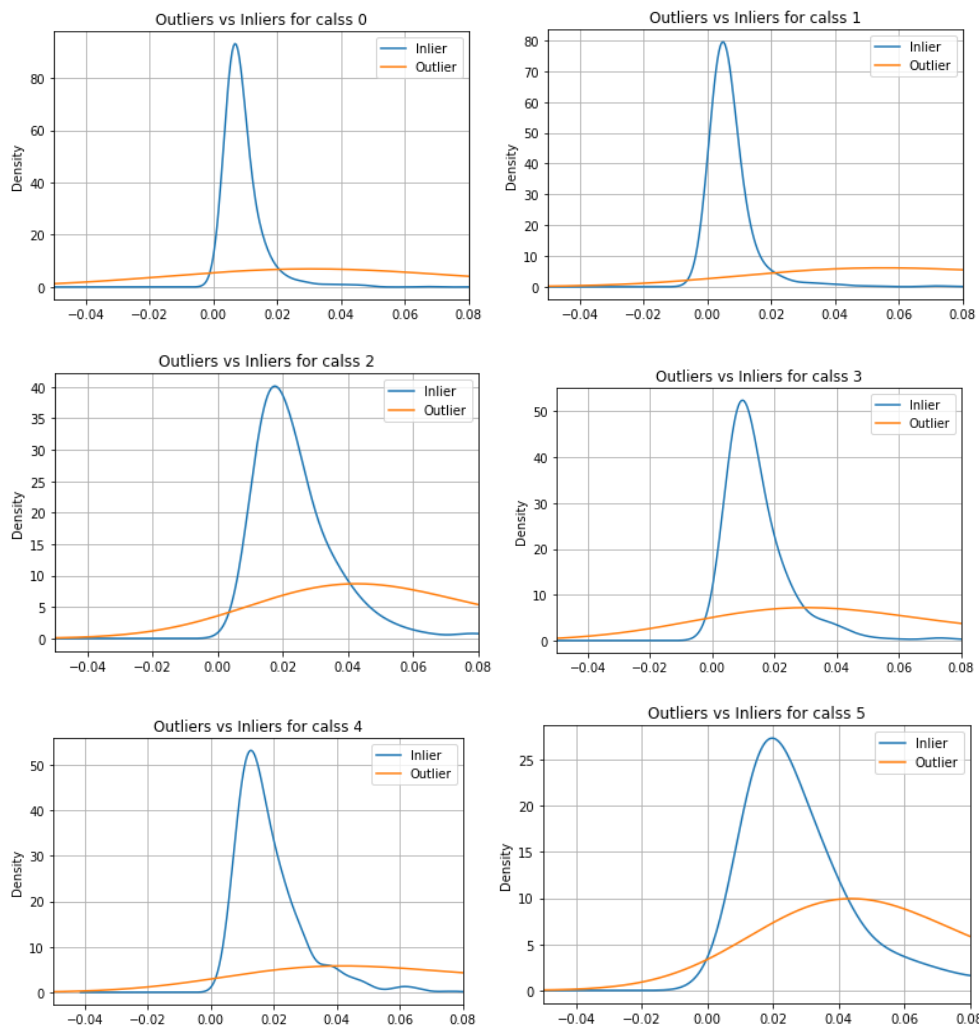 Outliers vs Inliers for calss 0
Inlier
Outlier
Density
80
60
40
20
0
−0.04 −0.02 0.00 0.02 0.04 0.06 0.08
Outliers vs Inliers for calss 1
Inlier
Outlier
Density
80
70
60
50
40
30
20
10
0
−0.04 −0.02 0.00 0.02 0.04 0.06 0.08
Outliers vs Inliers for calss 2
Inlier
Outlier
Density
40
35
30
25
20
15
10
5
0
−0.04 −0.02 0.00 0.02 0.04 0.06 0.08
Outliers vs Inliers for calss 3
Inlier
Outlier
Density
50
40
30
20
10
0
−0.04 −0.02 0.00 0.02 0.04 0.06 0.08
Outliers vs Inliers for calss 4
Inlier
Outlier
Density
50
40
30
20
10
0
−0.04 −0.02 0.00 0.02 0.04 0.06 0.08
Outliers vs Inliers for calss 5
Inlier
Outlier
Density
25
20
15
10
5
0
−0.04 −0.02 0.00 0.02 0.04 0.06 0.08